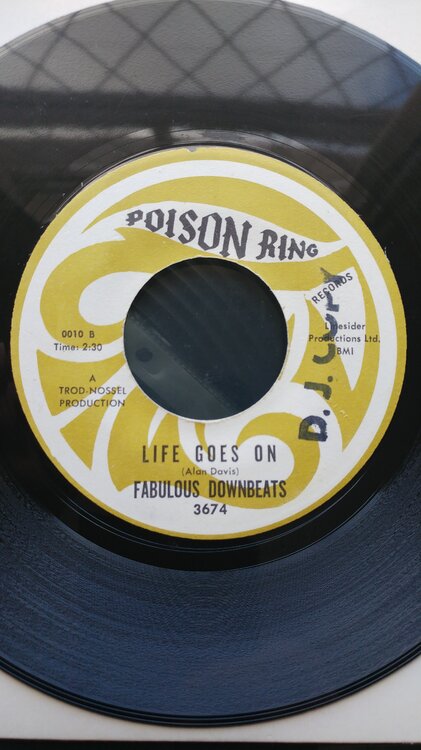 POISON RING
RECORDS
0010 B
Time: 2:30
A
TROD-NOSSEL
PRODUCTION
Linesider
Productions Ltd.
BMI
D.J. COPY
LIFE GOES ON
(Alan Davis)
FABULOUS DOWNBEATS
3674